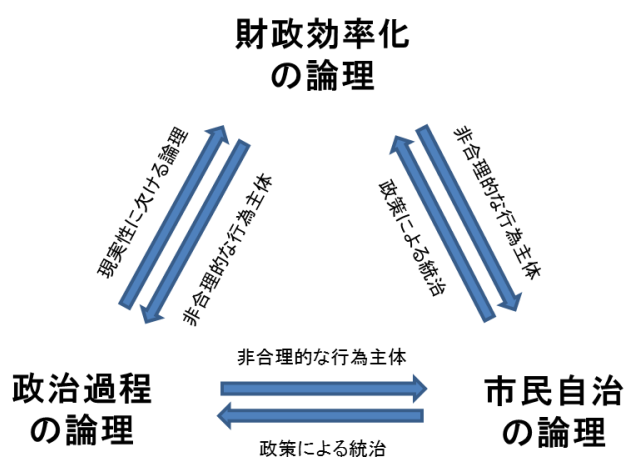 財政効率化
の論理
現実性に欠ける論理
非合理的な行為主体
政策による統治
非合理的な行為主体
政治過程
の論理
非合理的な行為主体
政策による統治
市民自治
の論理